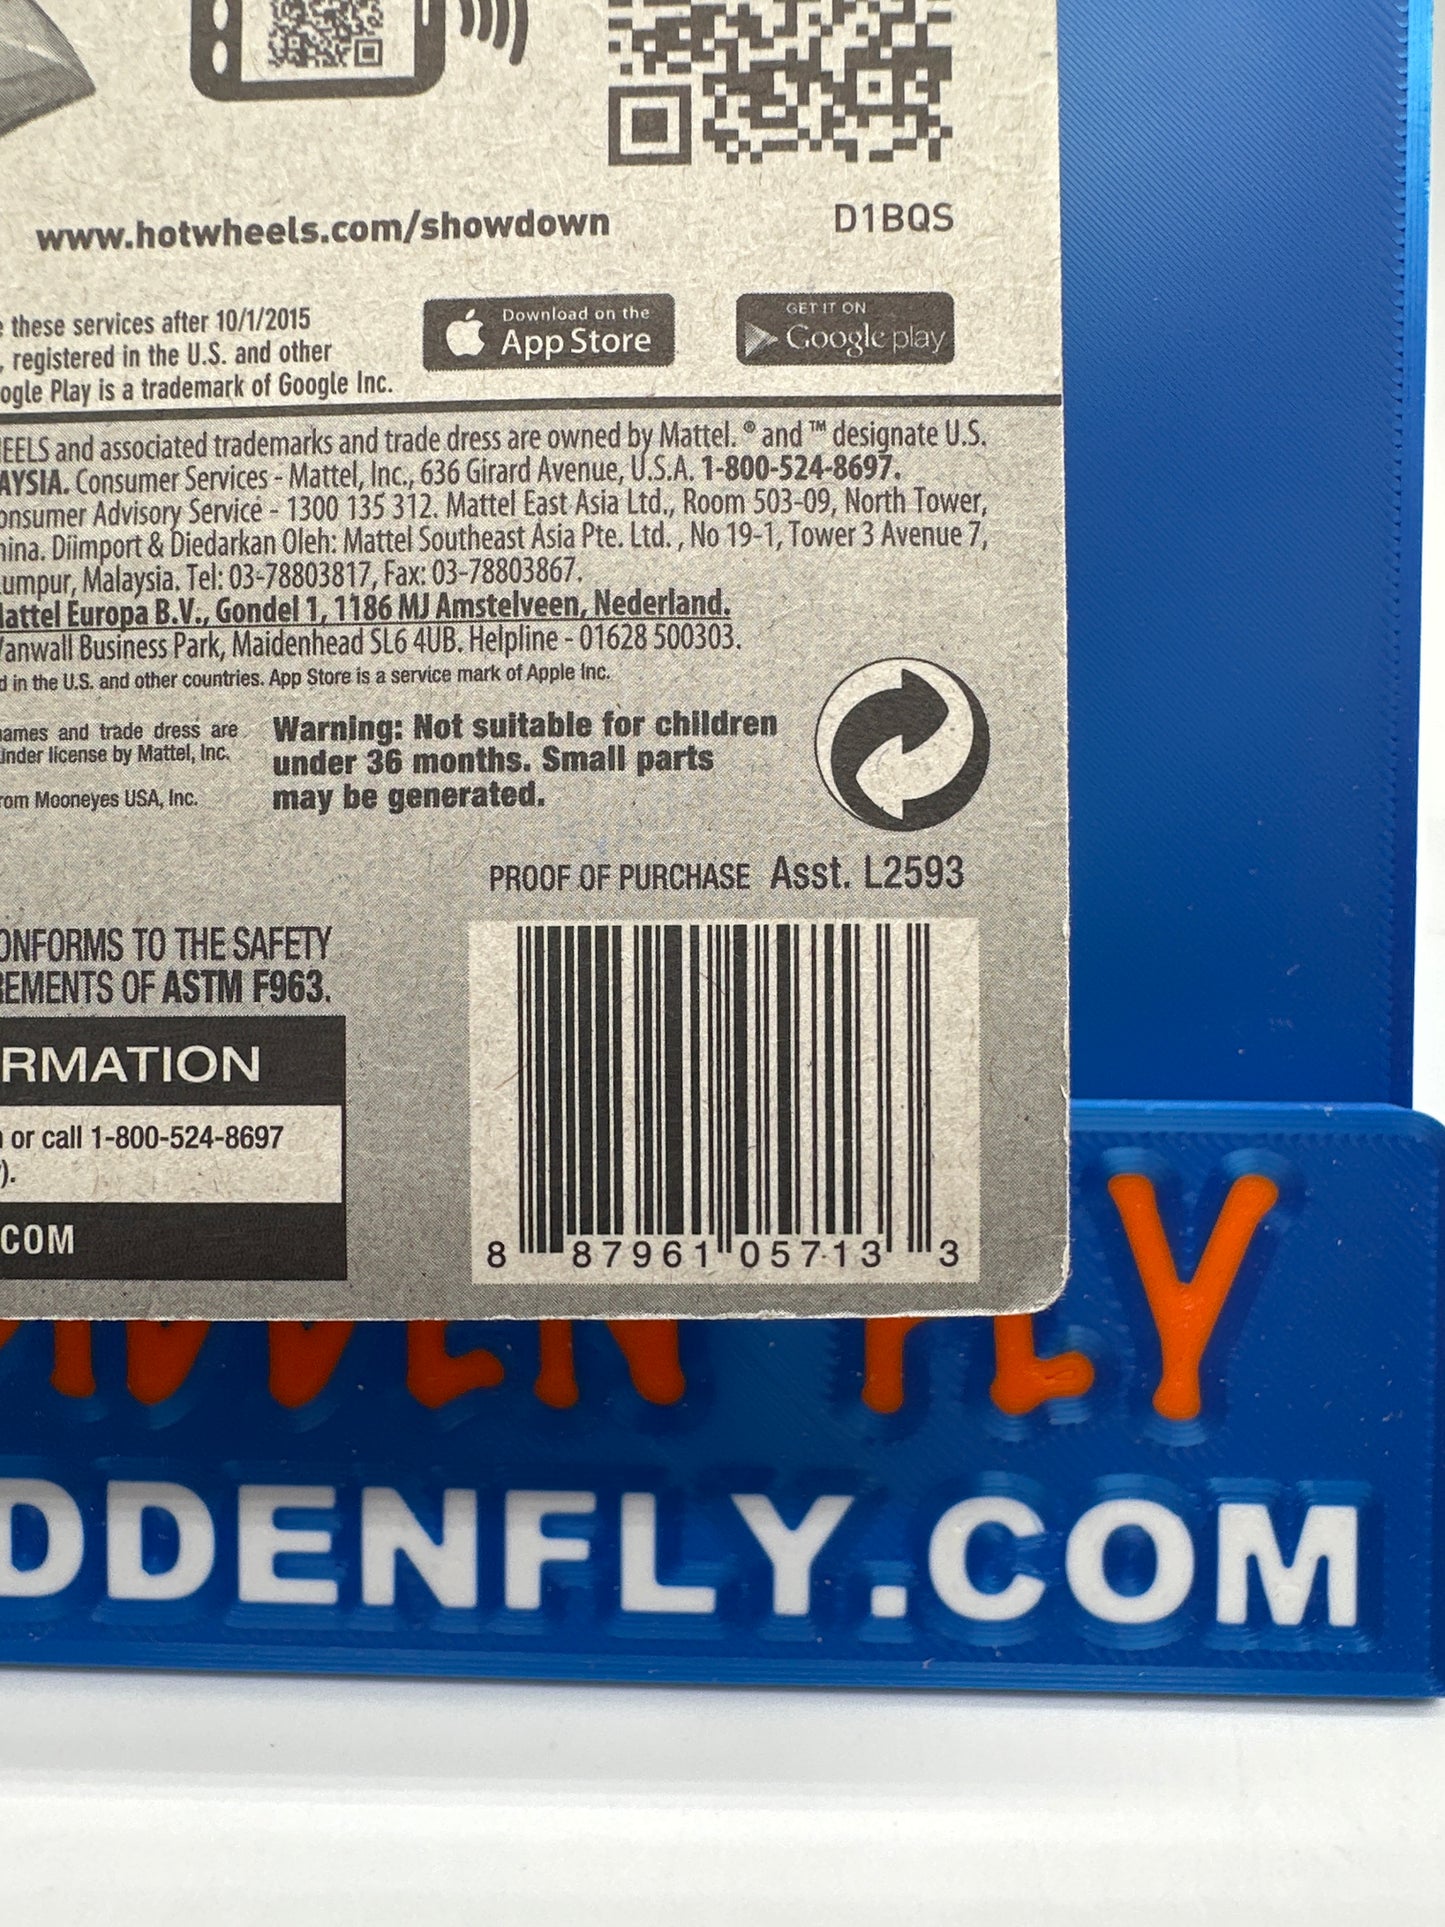 www.hotwheels.com/showdown
D1BQS
these services after 10/1/2015
, registered in the U.S. and other
ogle Play is a trademark of Google Inc.
Download on the
App Store
GET IT ON
Google play
EELS and associated trademarks and trade dress are owned by Mattel. ® and ™ designate U.S.
AYSIA. Consumer Services - Mattel, Inc., 636 Girard Avenue, U.S.A. 1-800-524-8697.
onsumer Advisory Service - 1300 135 312. Mattel East Asia Ltd., Room 503-09, North Tower,
hina. Diimport & Diedarkan Oleh: Mattel Southeast Asia Pte. Ltd. , No 19-1, Tower 3 Avenue 7,
umpur, Malaysia. Tel: 03-78803817, Fax: 03-78803867.
Mattel Europa B.V., Gondel 1, 1186 MJ Amstelveen, Nederland.
Vanwall Business Park, Maidenhead SL6 4UB. Helpline - 01628 500303.
d in the U.S. and other countries. App Store is a service mark of Apple Inc.
names and trade dress are
under license by Mattel, Inc.
rom Mooneyes USA, Inc.
Warning: Not suitable for children
under 36 months. Small parts
may be generated.
PROOF OF PURCHASE Asst. L2593
ONFORMS TO THE SAFETY
REMENTS OF ASTM F963.
RMATION
or call 1-800-524-8697
).
COM
8 87961 05713 3
DDEN FLY
DDENFLY.COM